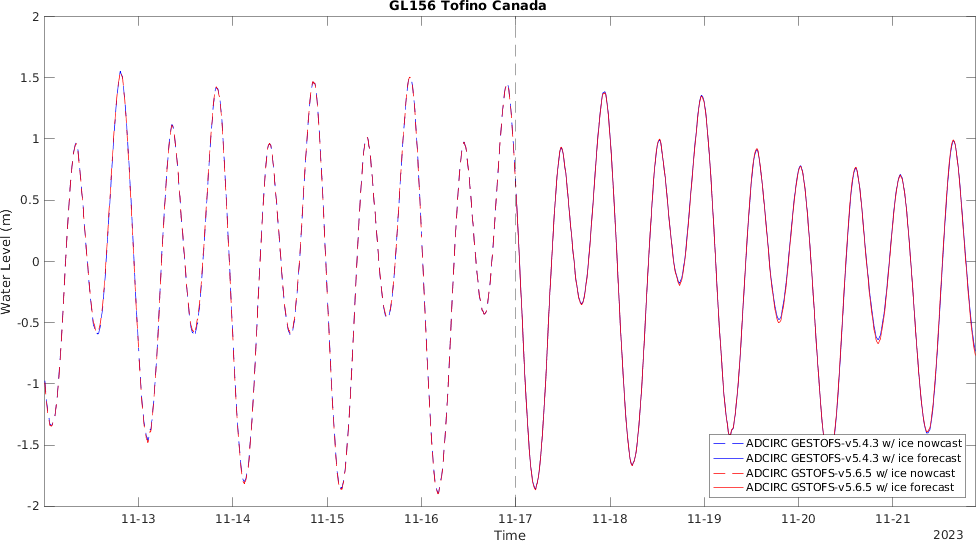 GL156 Tofino Canada
2
1.5
1
0.5
0
-0.5
-1
-1.5
-2
Water Level (m)
11-13
11-14
11-15
11-16
11-17
11-18
11-19
11-20
11-21
Time
2023
ADCIRC GESTOFS-v5.4.3 w/ ice nowcast
ADCIRC GESTOFS-v5.4.3 w/ ice forecast
ADCIRC GSTOFS-v5.6.5 w/ ice nowcast
ADCIRC GSTOFS-v5.6.5 w/ ice forecast